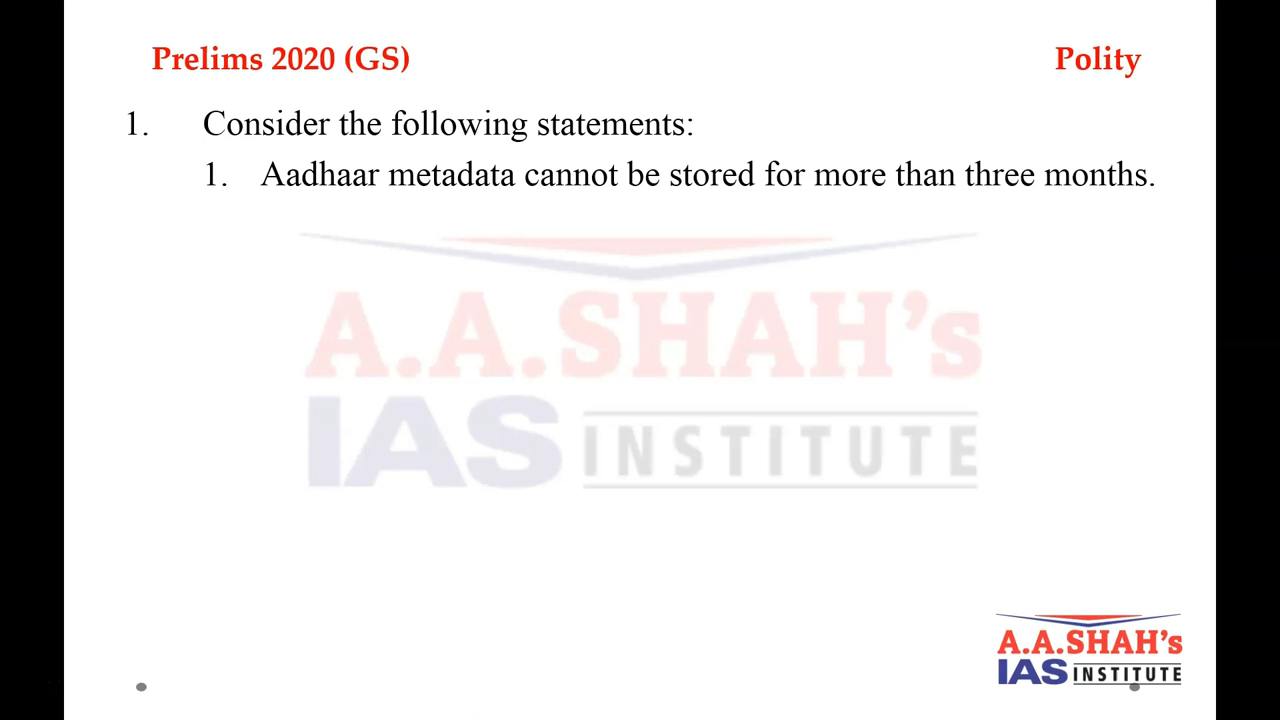 Prelims 2020 (GS) Polity
1. Consider the following statements:
1. Aadhaar metadata cannot be stored for more than three months.
A.A.SHAH's
IAS INSTITUTE
A.A.SHAH's
IAS INSTITUTE